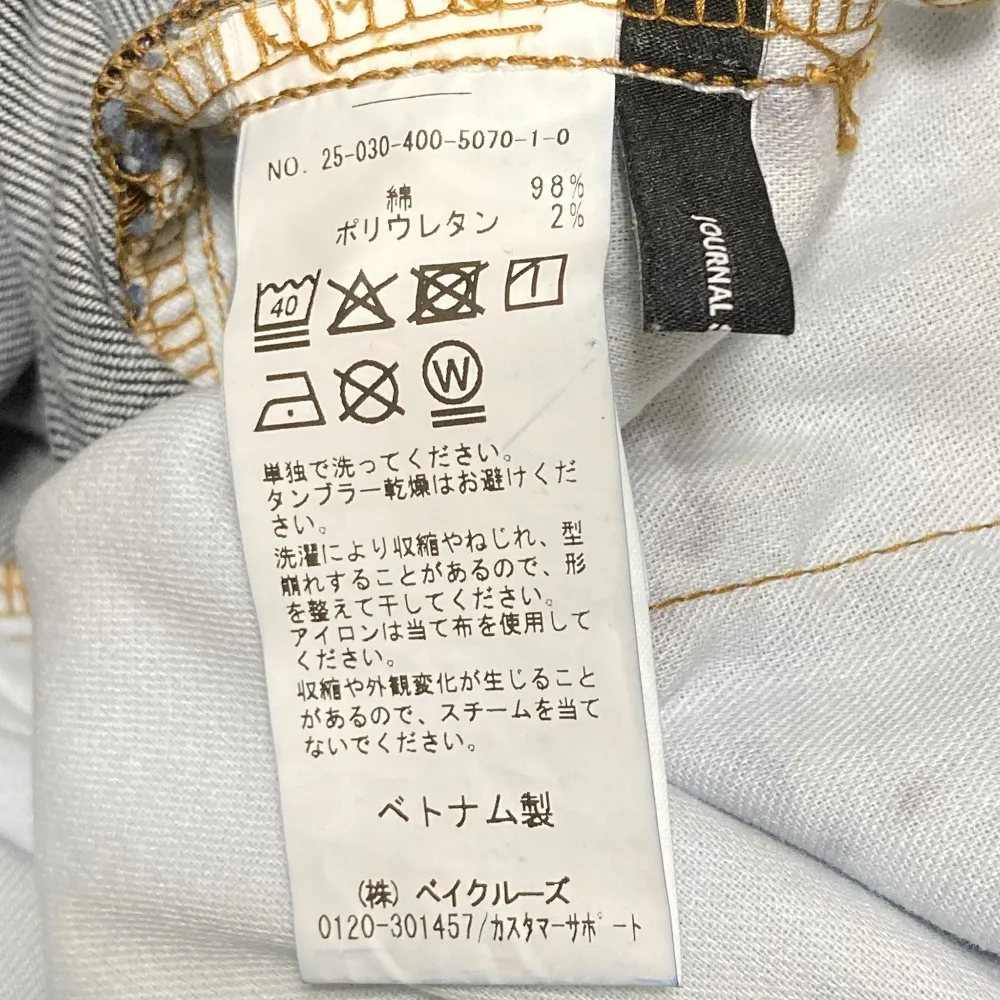 NO. 25-030-400-5070-1-0
綿 98%
ポリウレタン 2%
40
W
単独で洗ってください。
タンブラー乾燥はお避けくだ
さい。
洗濯により収縮やねじれ、型
崩れすることがあるので、形
を整えて干してください。
アイロンは当て布を使用して
ください。
収縮や外観変化が生じること
があるので、スチームを当て
ないでください。
ベトナム製
(株) ベイクルーズ
0120-301457/カスタマーサポート
JOURNAL S